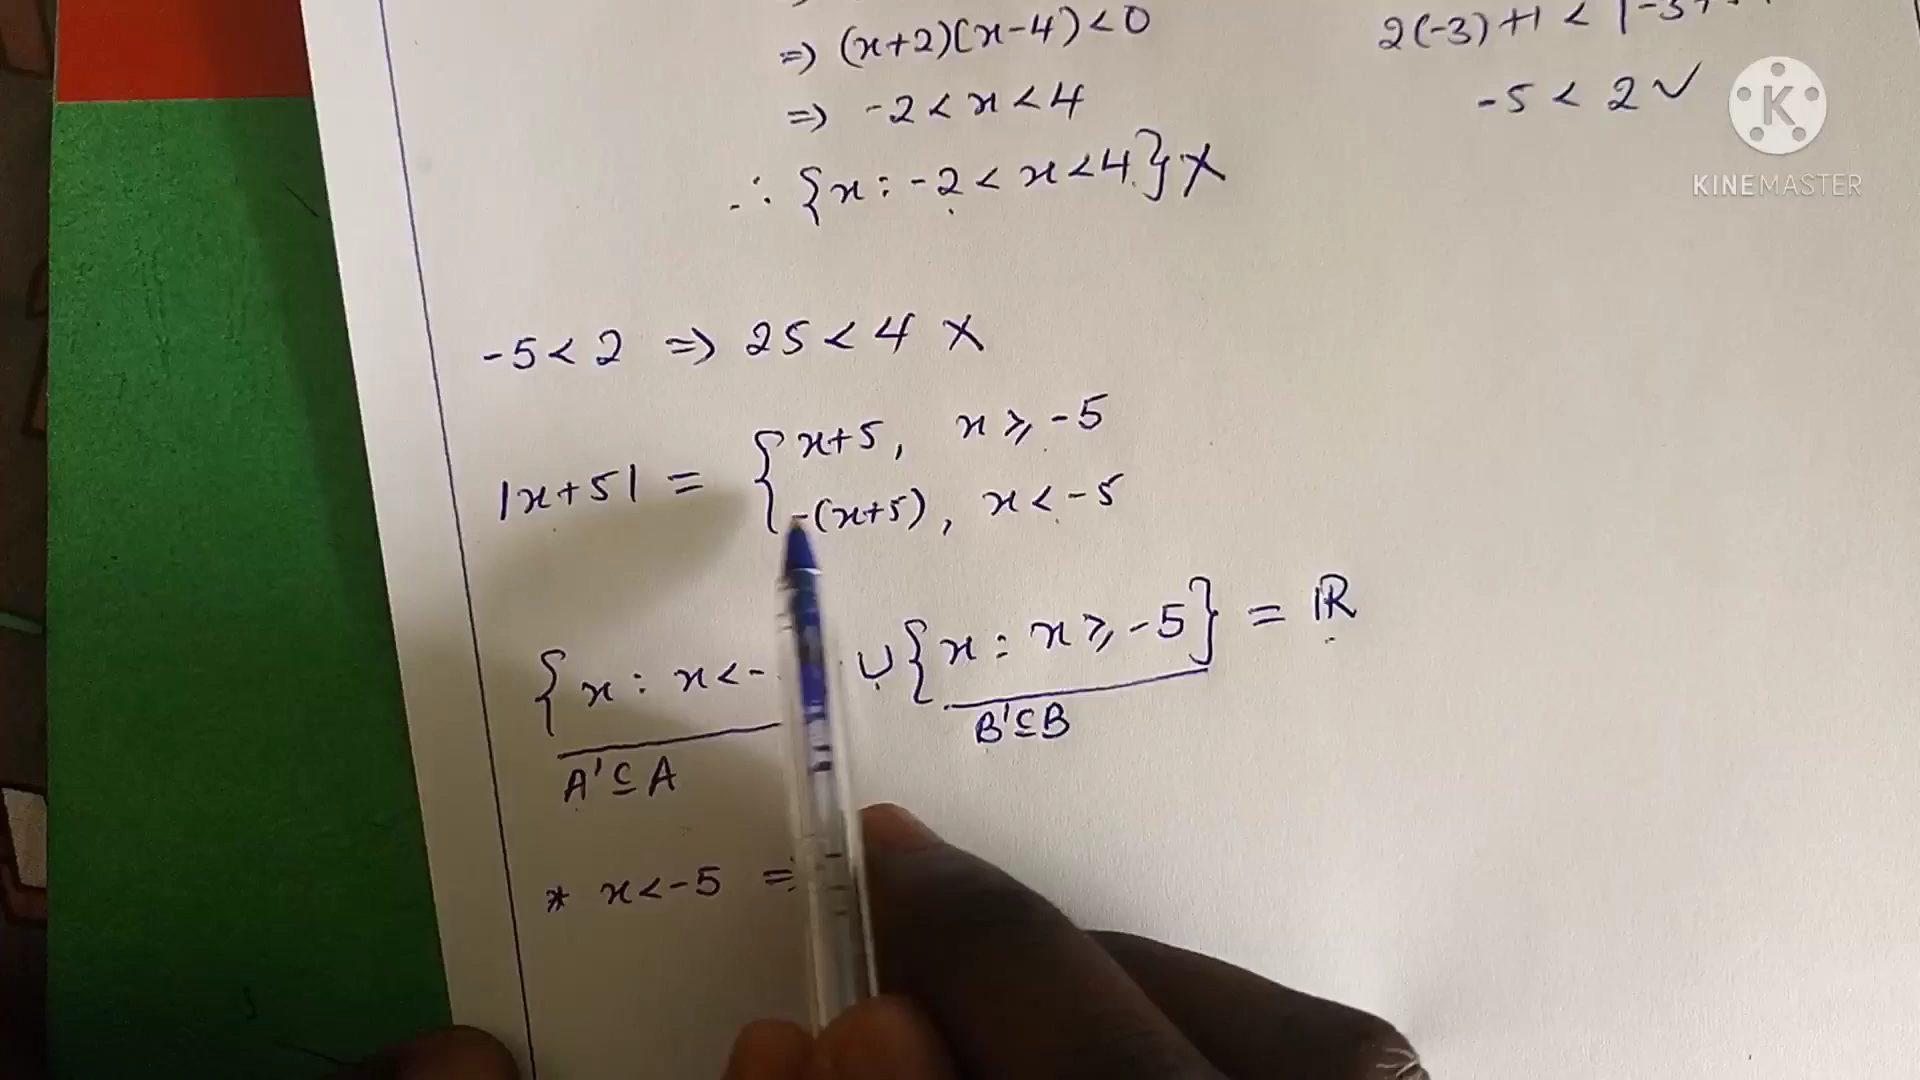 ⇒ (x+2)(x-4)<0
⇒ -2<x<4
∴ {x: -2<x<4} X
2(-3)+1 < |-3+
-5 < 2 ✓
K
KINEMASTER
-5<2 ⇒ 25<4 X
|x+5| = { x+5, x ≥ -5
-(x+5), x < -5
{x: x<- ∪ {x: x ≥ -5} = ℝ
A' ⊆ A
B' ⊆ B
* x<-5 ⇒